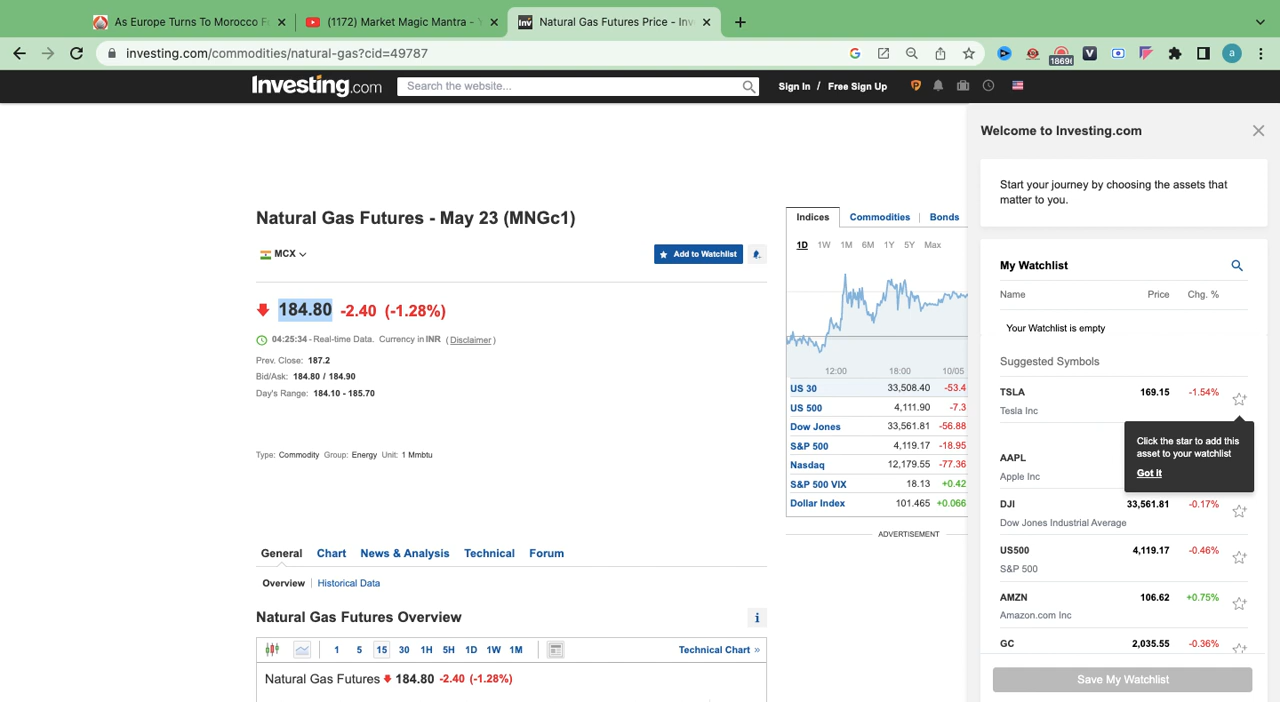 As Europe Turns To Morocco F
(1172) Market Magic Mantra - Y
Inv Natural Gas Futures Price - Inv
investing.com/commodities/natural-gas?cid=49787
1869(
V
a
Investing.com
Search the website...
Sign In / Free Sign Up
Welcome to Investing.com
Start your journey by choosing the assets that
matter to you.
Natural Gas Futures - May 23 (MNGc1)
MCX
Add to Watchlist
184.80 -2.40 (-1.28%)
04:25:34 - Real-time Data. Currency in INR ( Disclaimer )
Prev. Close: 187.2
Bid/Ask: 184.80 / 184.90
Day's Range: 184.10 - 185.70
Type: Commodity Group: Energy Unit: 1 Mmbtu
Indices Commodities Bonds
1D 1W 1M 6M 1Y 5Y Max
12:00 18:00 10/05
US 30 33,508.40 -53.4
US 500 4,111.90 -7.3
Dow Jones 33,561.81 -56.88
S&P 500 4,119.17 -18.95
Nasdaq 12,179.55 -77.36
S&P 500 VIX 18.13 +0.42
Dollar Index 101.465 +0.066
ADVERTISEMENT
My Watchlist
Name Price Chg. %
Your Watchlist is empty
Suggested Symbols
TSLA 169.15 -1.54%
Tesla Inc
Click the star to add this
asset to your watchlist
Got it
AAPL
Apple Inc
DJI 33,561.81 -0.17%
Dow Jones Industrial Average
US500 4,119.17 -0.46%
S&P 500
AMZN 106.62 +0.75%
Amazon.com Inc
GC 2,035.55 -0.36%
Save My Watchlist
General Chart News & Analysis Technical Forum
Overview Historical Data
Natural Gas Futures Overview
i
1 5 15 30 1H 5H 1D 1W 1M
Technical Chart »
Natural Gas Futures 184.80 -2.40 (-1.28%)